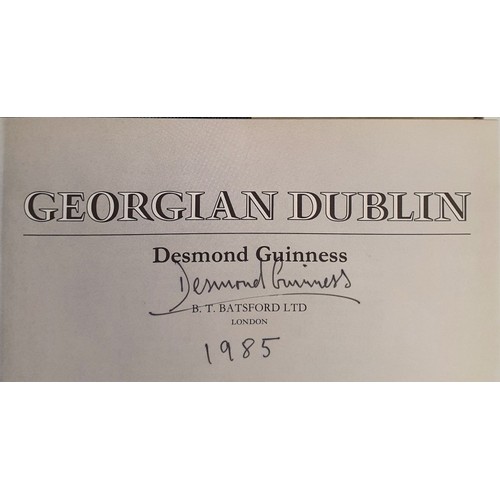 GEORGIAN DUBLIN
Desmond Guinness
Desmond Guinness
B. T. BATSFORD LTD
LONDON
1985